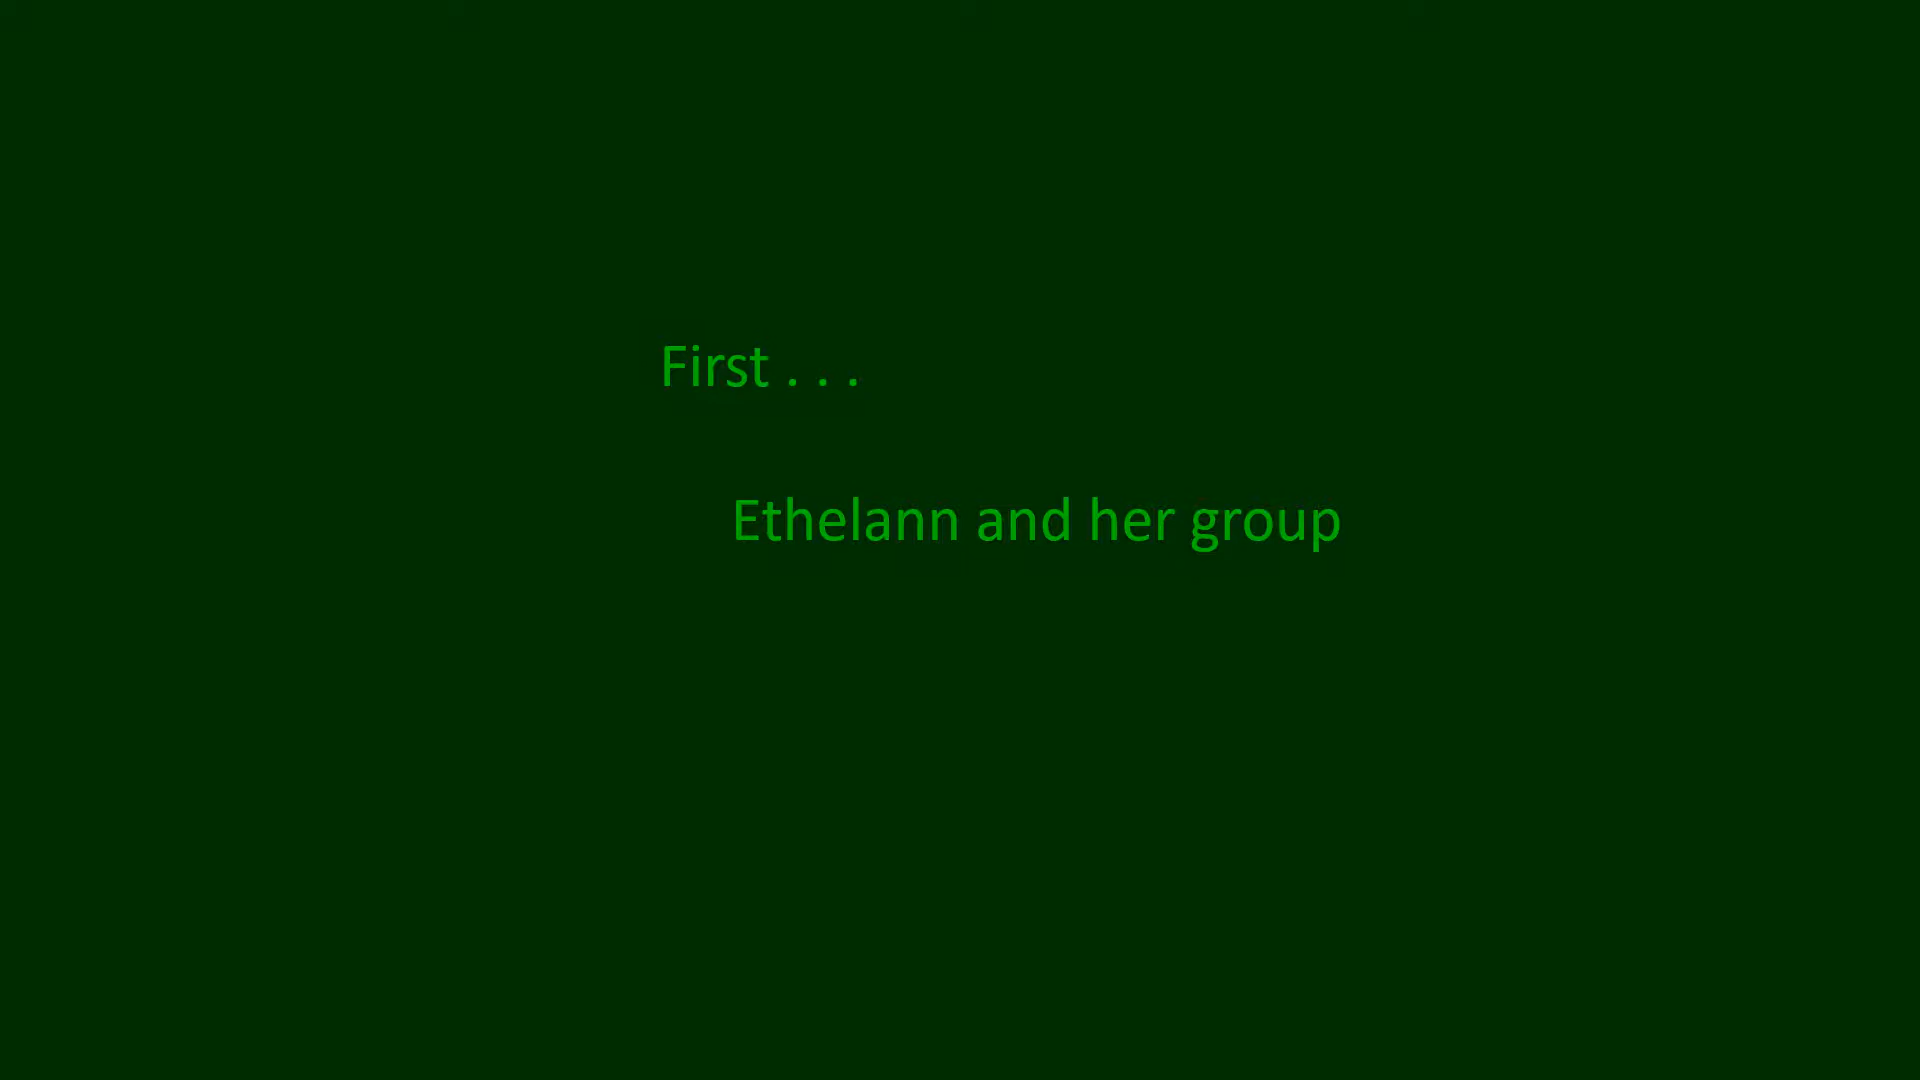 First . . .
Ethelann and her group